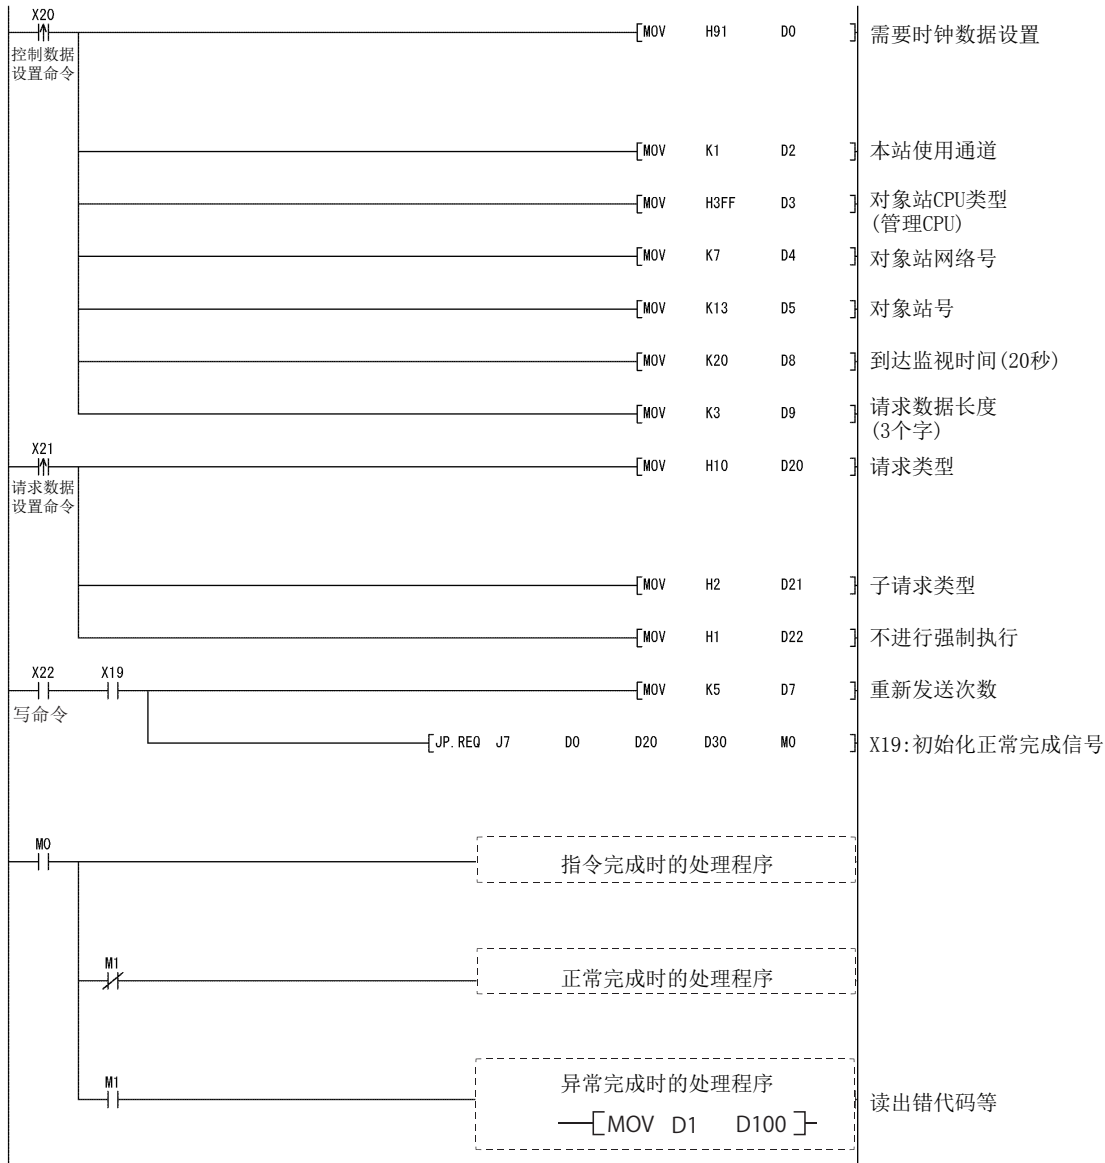 X20
MOV H91 D0 需要时钟数据设置
控制数据
设置命令
MOV K1 D2 本站使用通道
MOV H3FF D3 对象站CPU类型
(管理CPU)
MOV K7 D4 对象站网络号
MOV K13 D5 对象站号
MOV K20 D8 到达监视时间(20秒)
MOV K3 D9 请求数据长度
(3个字)
X21
MOV H10 D20 请求类型
请求数据
设置命令
MOV H2 D21 子请求类型
MOV H1 D22 不进行强制执行
X22 X19
MOV K5 D7 重新发送次数
写命令
JP.REQ J7 D0 D20 D30 M0 X19:初始化正常完成信号
M0
指令完成时的处理程序
M1
正常完成时的处理程序
M1
异常完成时的处理程序
MOV D1 D100 读出错代码等